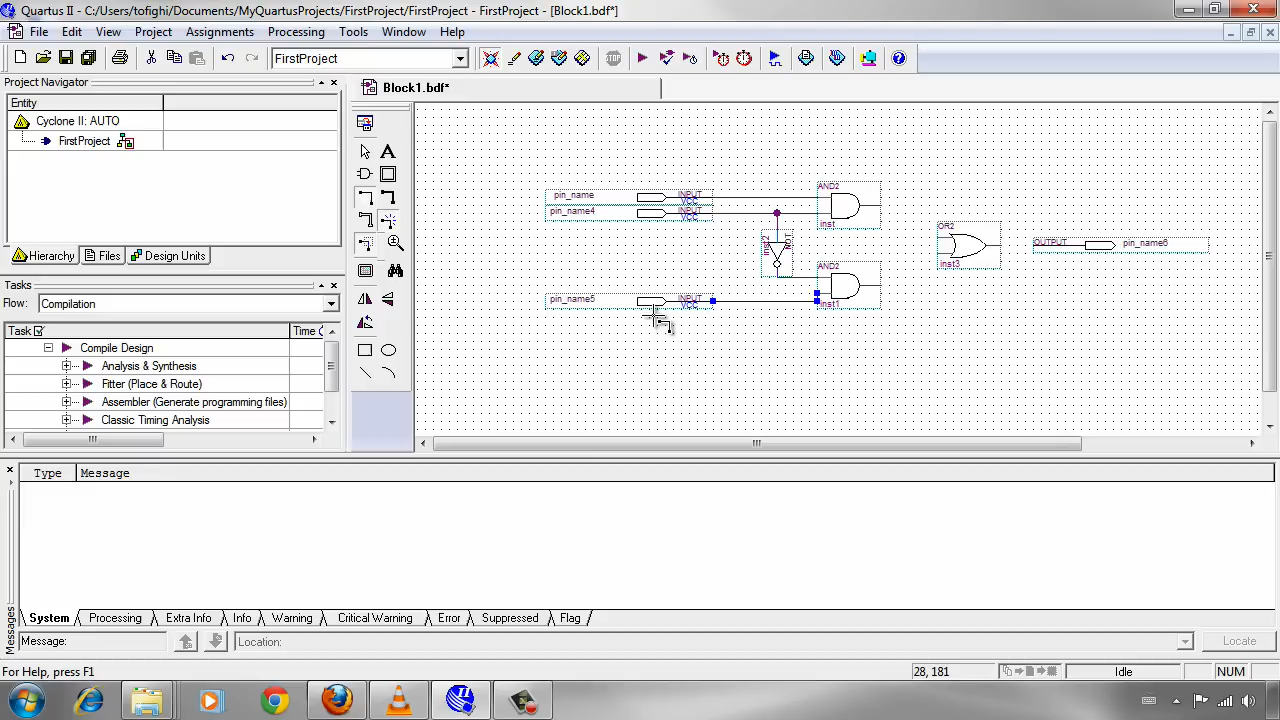 Quartus II - C:/Users/tofighi/Documents/MyQuartusProjects/FirstProject/FirstProject - FirstProject - [Block1.bdf*]
File Edit View Project Assignments Processing Tools Window Help
FirstProject
Project Navigator
Entity
Cyclone II: AUTO
FirstProject
Hierarchy Files Design Units
Tasks
Flow: Compilation
Task Time
Compile Design
Analysis & Synthesis
Fitter (Place & Route)
Assembler (Generate programming files)
Classic Timing Analysis
Block1.bdf*
pin_name INPUT VCC
pin_name4 INPUT VCC
AND2
inst
NOT
inst2
AND2
inst1
pin_name5 INPUT VCC
OR2
inst3
OUTPUT pin_name6
Type Message
Messages
System Processing Extra Info Info Warning Critical Warning Error Suppressed Flag
Message: Location: Locate
For Help, press F1 28, 181 Idle NUM